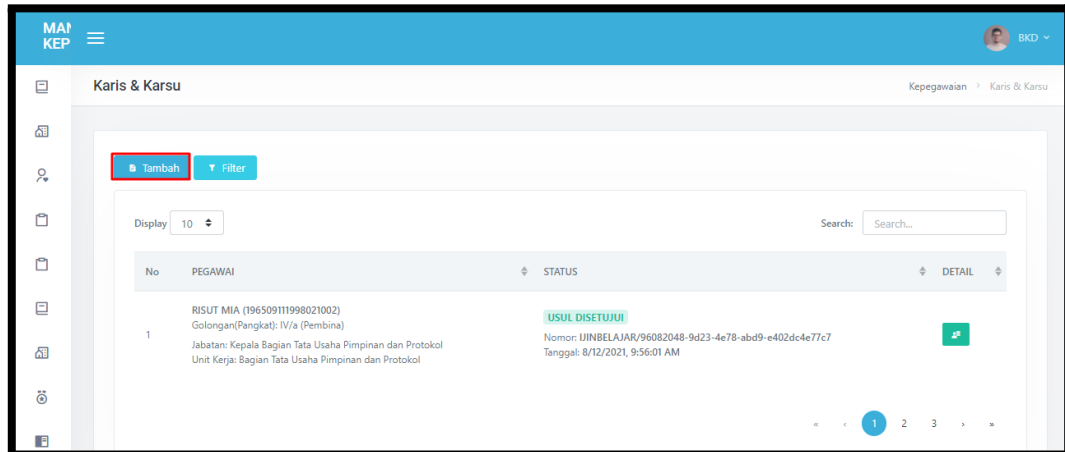 MAN
KEP
BKD
Karis & Karsu
Kepegawaian > Karis & Karsu
Tambah
Filter
Display 10
Search: Search...
No PEGAWAI STATUS DETAIL
RISUT MIA (196509111998021002)
Golongan(Pangkat): IV/a (Pembina)
Jabatan: Kepala Bagian Tata Usaha Pimpinan dan Protokol
Unit Kerja: Bagian Tata Usaha Pimpinan dan Protokol
1
USUL DISETUJUI
Nomor: IJINBELAJAR/96082048-9d23-4e78-abd9-e402dc4e77c7
Tanggal: 8/12/2021, 9:56:01 AM
« ‹ 1 2 3 › »